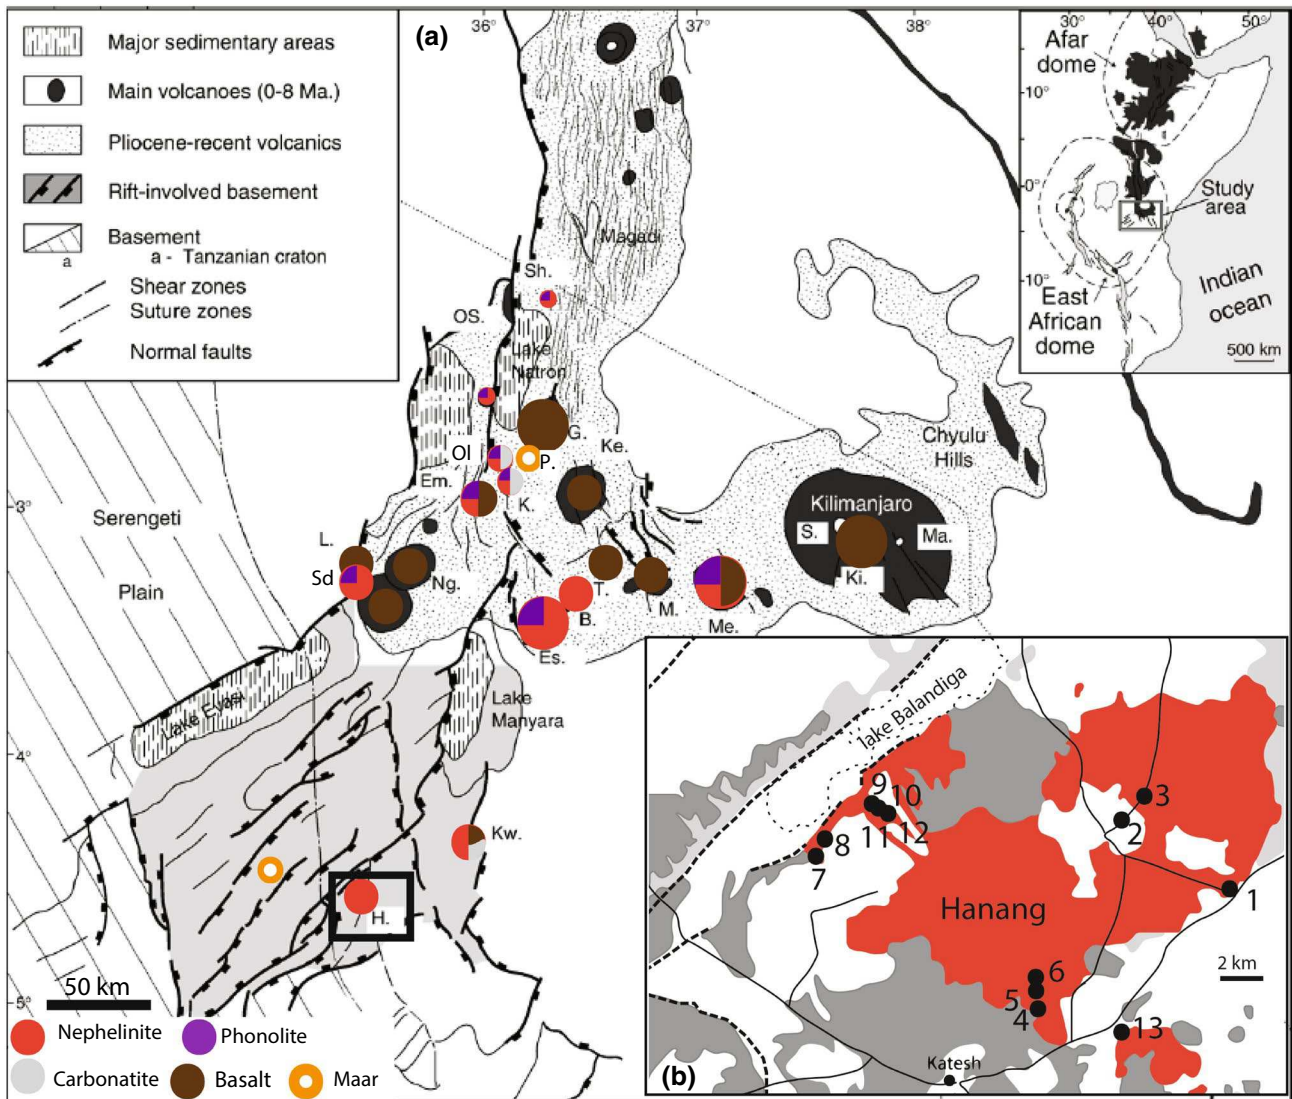 (a)
36°
37°
38°
3°
4°
5°
Major sedimentary areas
Main volcanoes (0-8 Ma.)
Pliocene-recent volcanics
Rift-involved basement
Basement
a
a - Tanzanian craton
Shear zones
Suture zones
Normal faults
30°
40°
50°
Afar
dome
10°
0°
Study
area
10°
East
African
dome
Indian
ocean
500 km
Magadi
Sh.
OS.
Lake
Natron
G.
Ke.
Ol
P.
Em.
K.
Chyulu
Hills
Kilimanjaro
S.
Ma.
Ki.
Serengeti
Plain
L.
Sd
Ng.
T.
B.
M.
Me.
Es.
Lake Eyasi
Lake
Manyara
Kw.
H.
50 km
Nephelinite
Phonolite
Carbonatite
Basalt
Maar
lake Balandiga
9
10
11
12
8
7
3
2
1
Hanang
6
5
4
13
2 km
Katesh
(b)